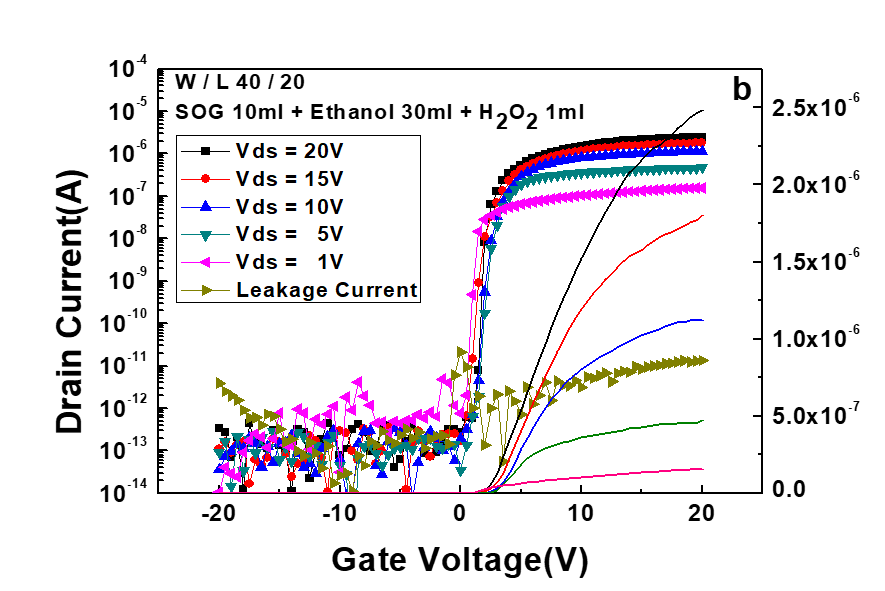 W / L 40 / 20
b
SOG 10ml + Ethanol 30ml + H₂O₂ 1ml
Vds = 20V
Vds = 15V
Vds = 10V
Vds = 5V
Vds = 1V
Leakage Current
Drain Current(A)
10⁻⁴
10⁻⁵
10⁻⁶
10⁻⁷
10⁻⁸
10⁻⁹
10⁻¹⁰
10⁻¹¹
10⁻¹²
10⁻¹³
10⁻¹⁴
2.5x10⁻⁶
2.0x10⁻⁶
1.5x10⁻⁶
1.0x10⁻⁶
5.0x10⁻⁷
0.0
-20 -10 0 10 20
Gate Voltage(V)